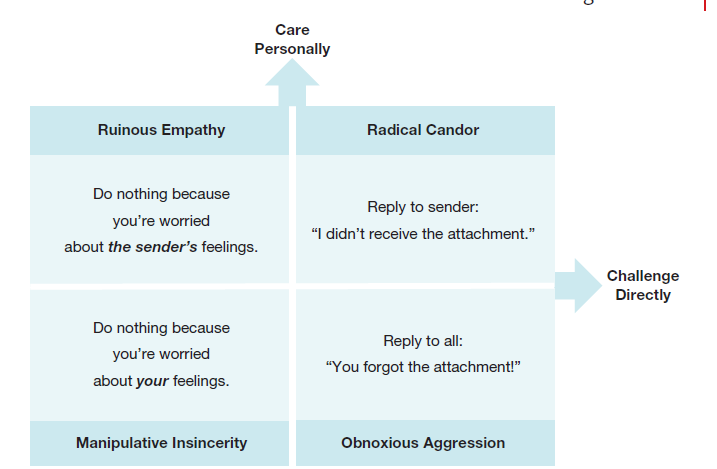 Care
Personally
Ruinous Empathy
Radical Candor
Do nothing because
you’re worried
about the sender’s feelings.
Reply to sender:
“I didn’t receive the attachment.”
Challenge
Directly
Do nothing because
you’re worried
about your feelings.
Reply to all:
“You forgot the attachment!”
Manipulative Insincerity
Obnoxious Aggression